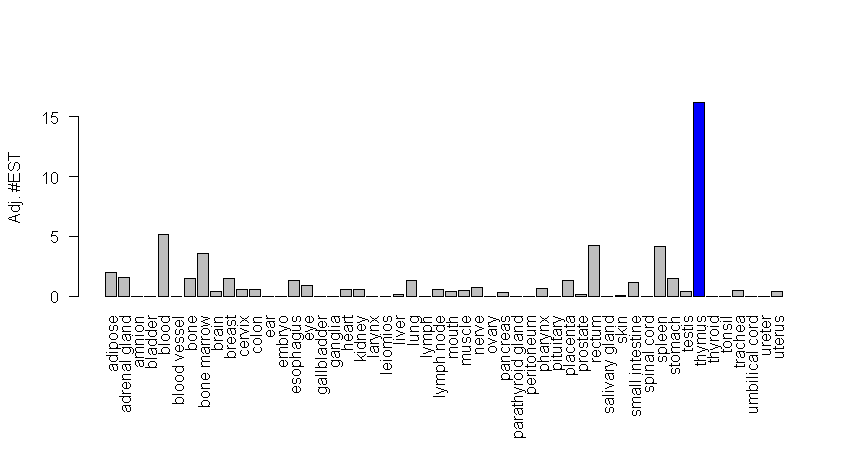 Adj. #EST
15
10
5
0
adipose
adrenal gland
amnion
bladder
blood
blood vessel
bone
bone marrow
brain
breast
cervix
colon
ear
embryo
esophagus
eye
gallbladder
ganglia
heart
kidney
larynx
leiomios
liver
lung
lymph
lymph node
mouth
muscle
nerve
ovary
pancreas
parathyroid gland
peritoneum
pharynx
pituitary
placenta
prostate
rectum
salivary gland
skin
small intestine
spinal cord
spleen
stomach
testis
thymus
thyroid
tonsil
trachea
umbilical cord
ureter
uterus